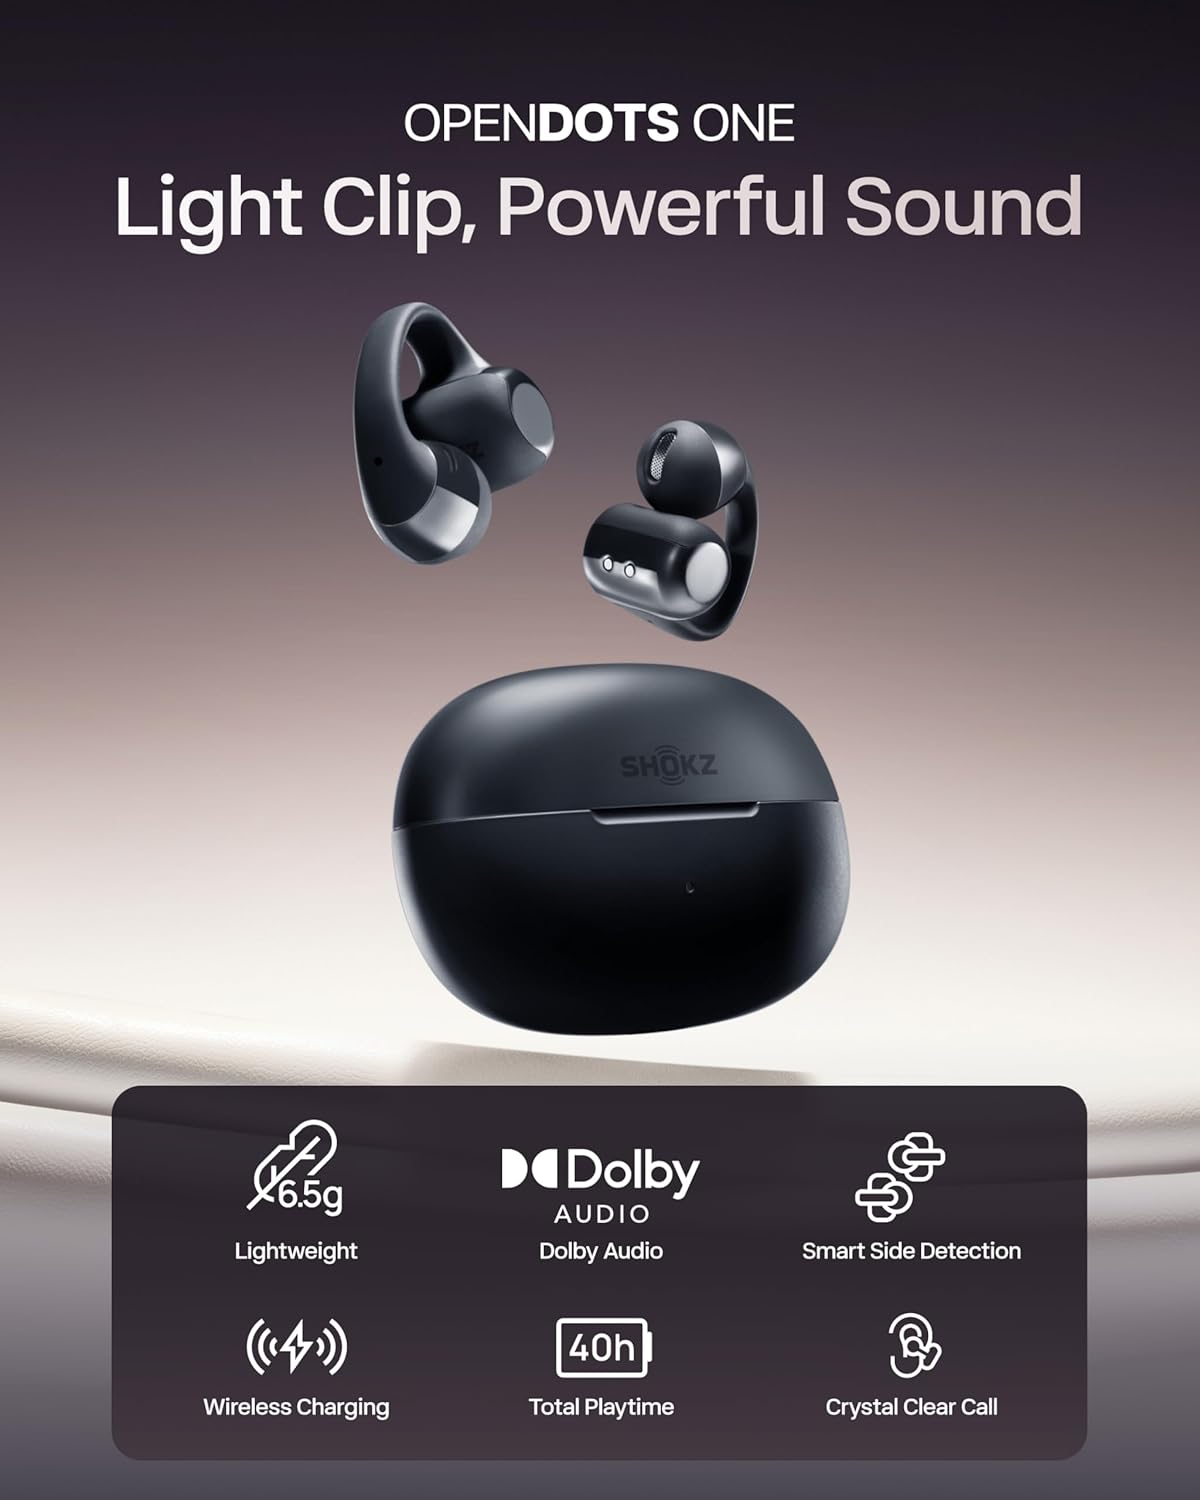 OPENDOTS ONE
Light Clip, Powerful Sound
SHOKZ
6.5g
Lightweight
Dolby
AUDIO
Dolby Audio
Smart Side Detection
Wireless Charging
40h
Total Playtime
Crystal Clear Call